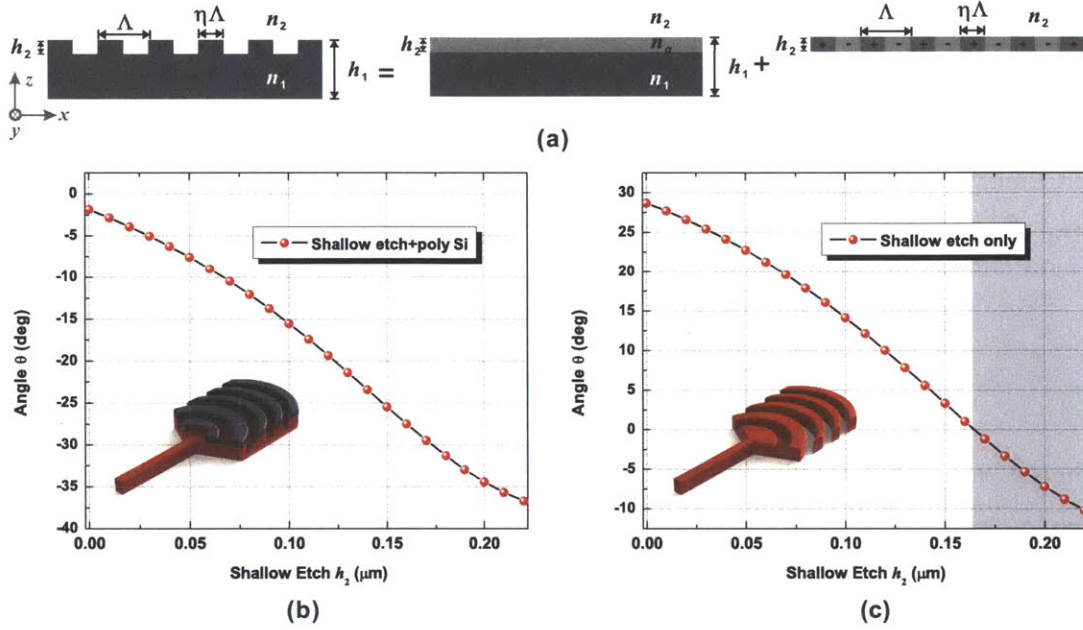 Λ ηΛ n₂
h₂ n₁ h₁ =
z
y x
n₂
h₂ nₐ h₁ +
n₁
Λ ηΛ n₂
h₂ + - + - + - + - + - +
(a)
0
-5
-10
-15
-20
-25
-30
-35
-40
Angle θ (deg)
Shallow etch+poly Si
0.00 0.05 0.10 0.15 0.20
Shallow Etch h₂ (μm)
(b)
30
25
20
15
10
5
0
-5
-10
Angle θ (deg)
Shallow etch only
0.00 0.05 0.10 0.15 0.20
Shallow Etch h₂ (μm)
(c)